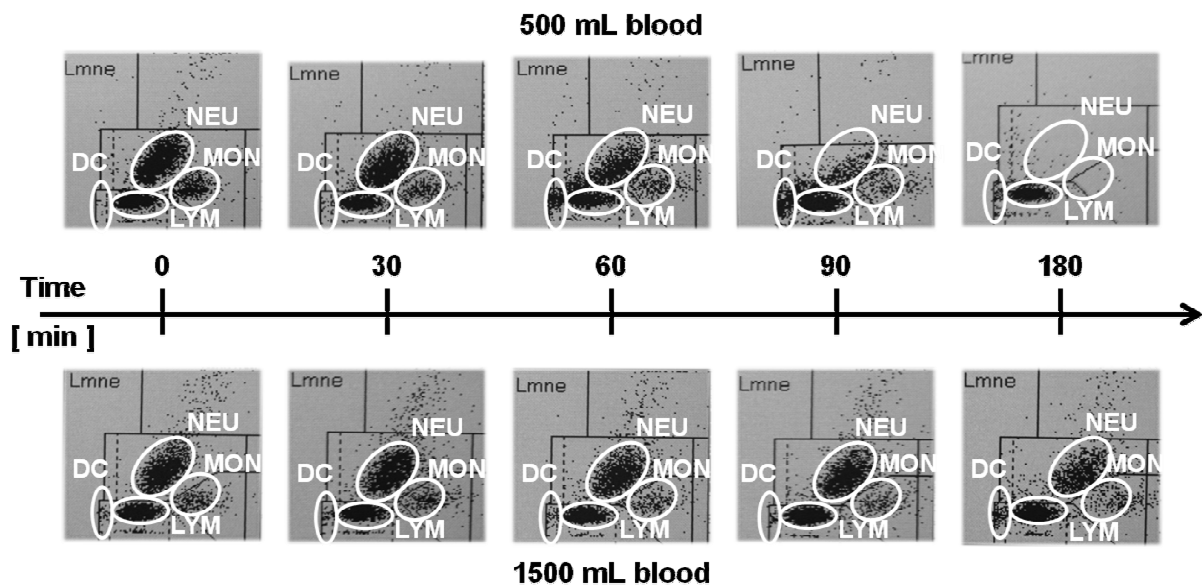 500 mL blood
Lmne Lmne Lmne Lmne Lmne
NEU NEU NEU NEU NEU
DC MON DC MON DC MON DC MON DC MON
LYM LYM LYM LYM LYM
0 30 60 90 180
Time
[ min ]
Lmne Lmne Lmne Lmne Lmne
NEU NEU NEU NEU NEU
DC MON DC MON DC MON DC MON DC MON
LYM LYM LYM LYM LYM
1500 mL blood